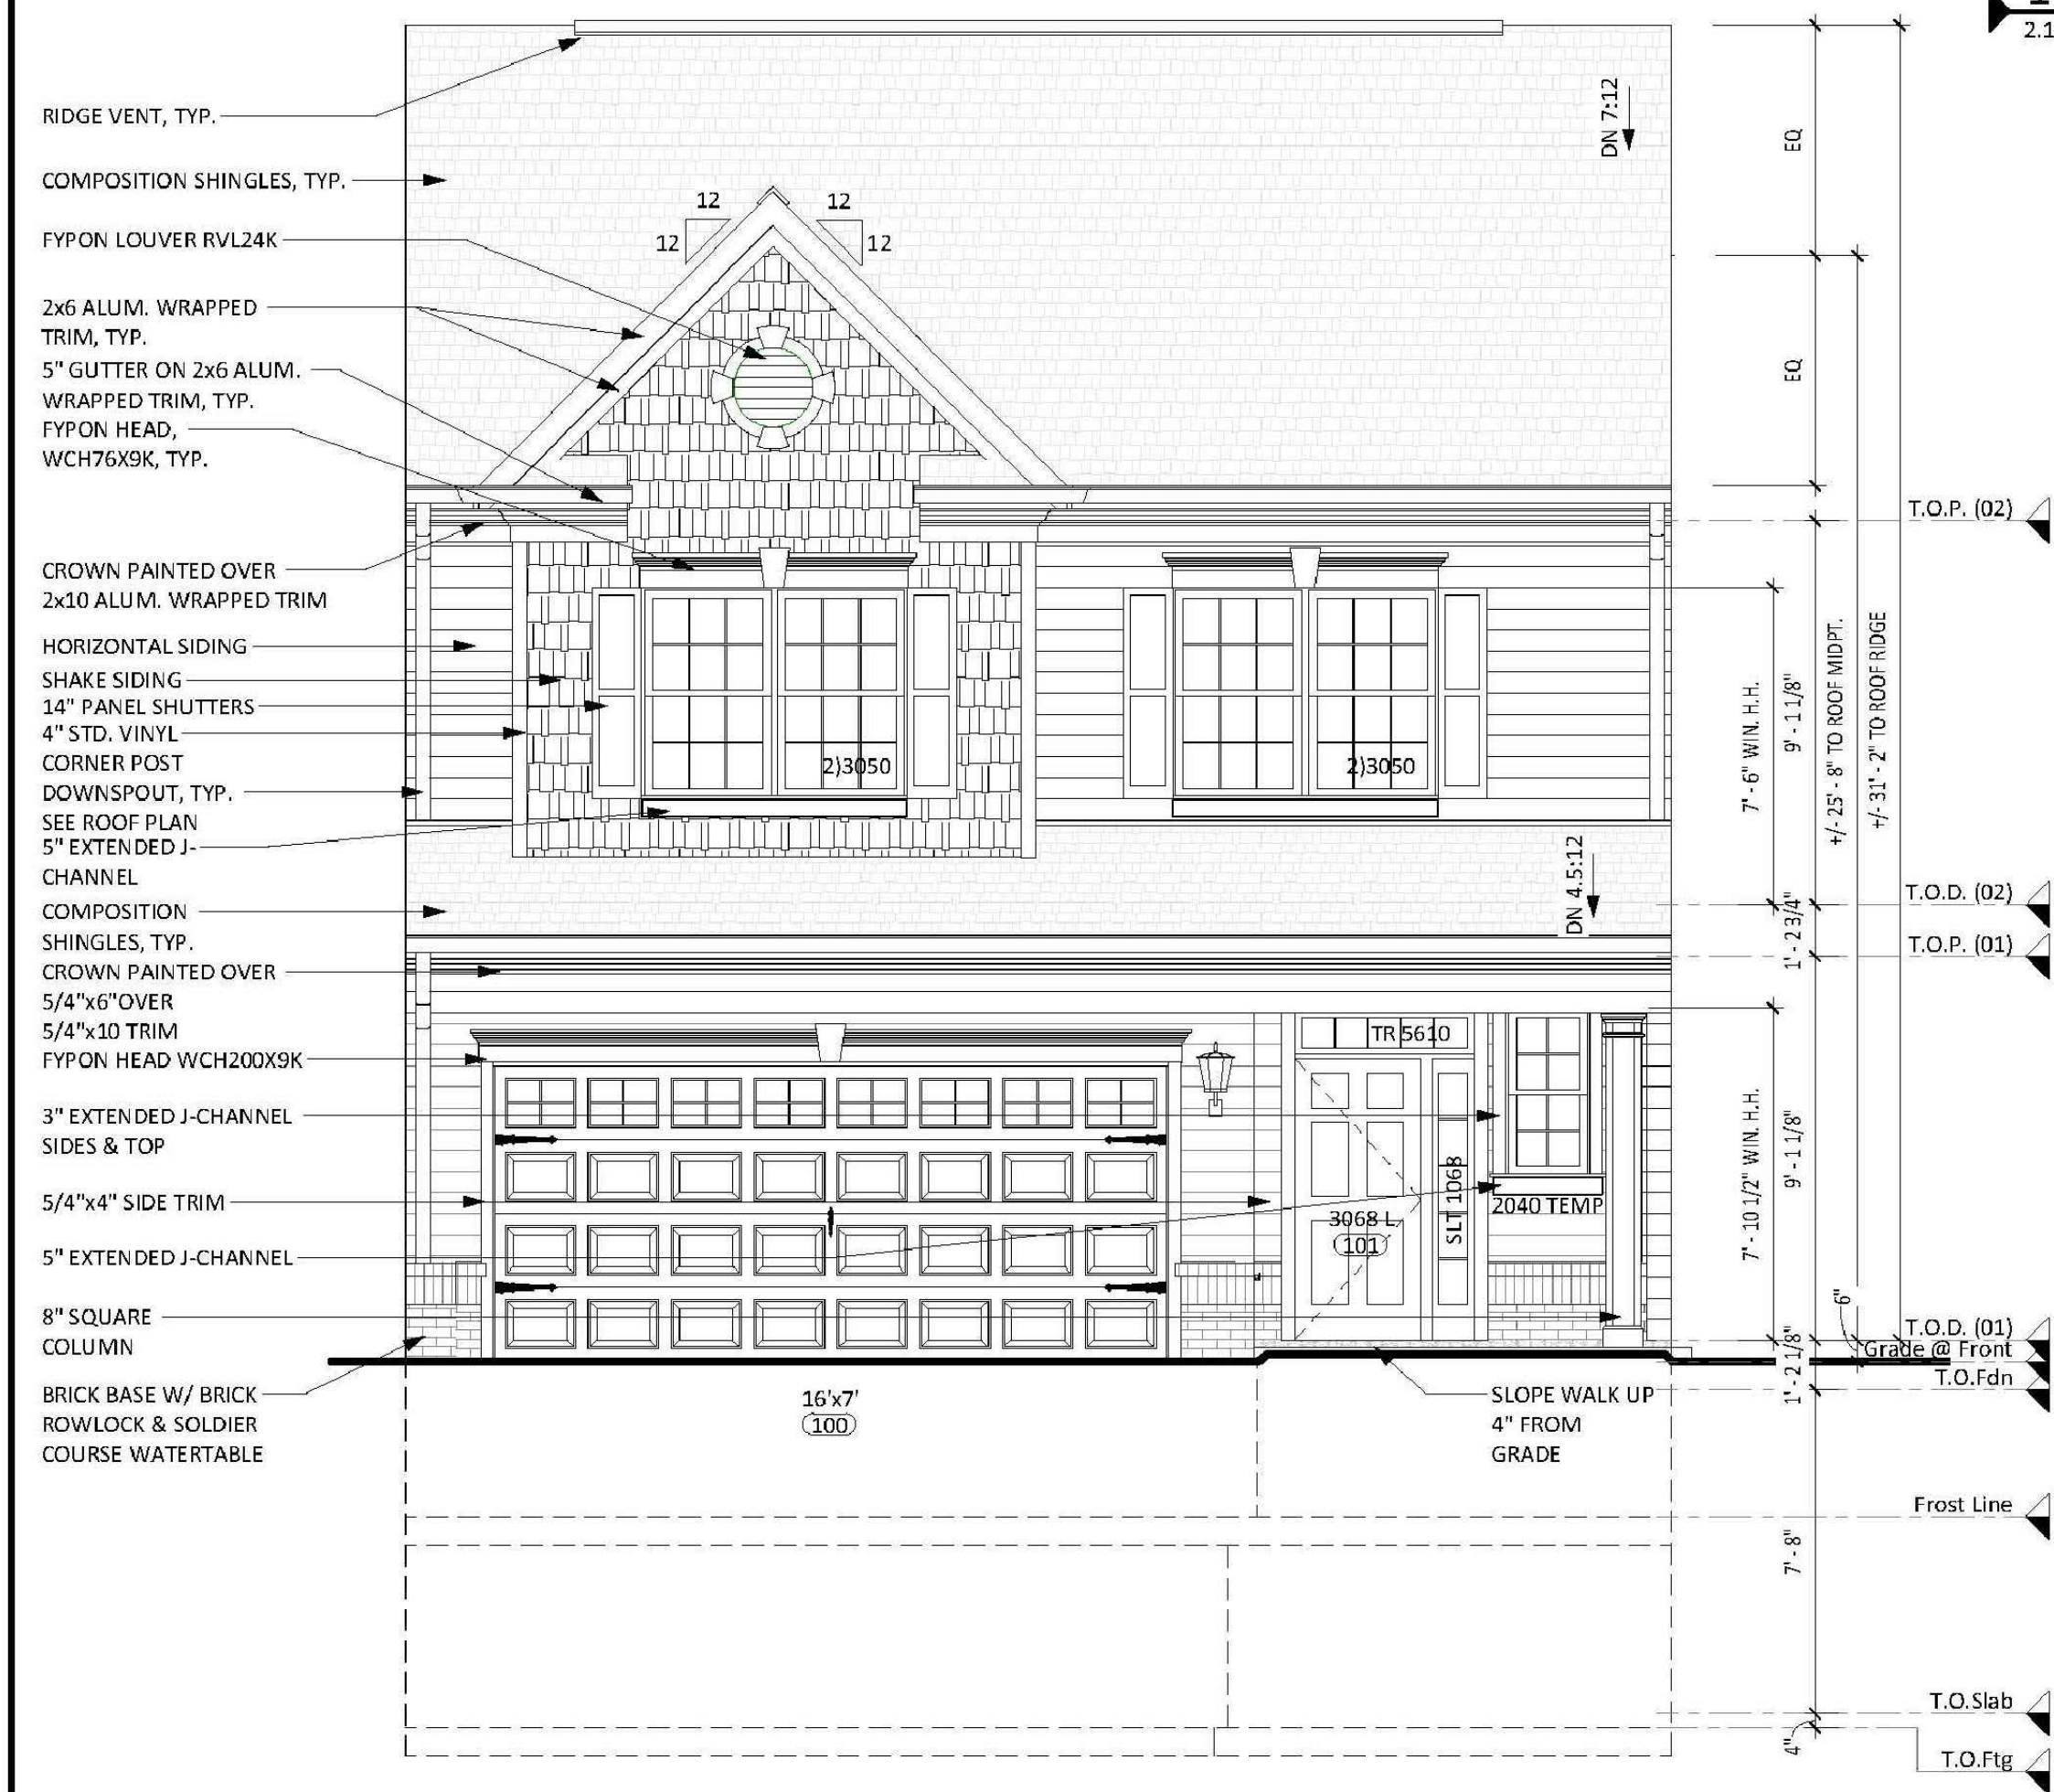 2.1
RIDGE VENT, TYP.
COMPOSITION SHINGLES, TYP.
FYPON LOUVER RVL24K
2x6 ALUM. WRAPPED
TRIM, TYP.
5" GUTTER ON 2x6 ALUM.
WRAPPED TRIM, TYP.
FYPON HEAD,
WCH76X9K, TYP.
CROWN PAINTED OVER
2x10 ALUM. WRAPPED TRIM
HORIZONTAL SIDING
SHAKE SIDING
14" PANEL SHUTTERS
4" STD. VINYL
CORNER POST
DOWNSPOUT, TYP.
SEE ROOF PLAN
5" EXTENDED J-
CHANNEL
COMPOSITION
SHINGLES, TYP.
CROWN PAINTED OVER
5/4"x6"OVER
5/4"x10 TRIM
FYPON HEAD WCH200X9K
3" EXTENDED J-CHANNEL
SIDES & TOP
5/4"x4" SIDE TRIM
5" EXTENDED J-CHANNEL
8" SQUARE
COLUMN
BRICK BASE W/ BRICK
ROWLOCK & SOLDIER
COURSE WATERTABLE
DN 7:12
12
12
12
12
2)3050
2)3050
DN 4.5:12
TR 5610
SLT 1068
3068 L
101
2040 TEMP
16'x7'
100
SLOPE WALK UP
4" FROM
GRADE
EQ
EQ
7' - 6" WIN. H.H.
9' - 1 1/8"
+/- 25' - 8" TO ROOF MIDPT.
+/- 31' - 2" TO ROOF RIDGE
1' - 2 3/4"
7' - 10 1/2" WIN. H.H.
9' - 1 1/8"
6"
1' - 2 1/8"
7' - 8"
4"
T.O.P. (02)
T.O.D. (02)
T.O.P. (01)
T.O.D. (01)
Grade @ Front
T.O.Fdn
Frost Line
T.O.Slab
T.O.Ftg